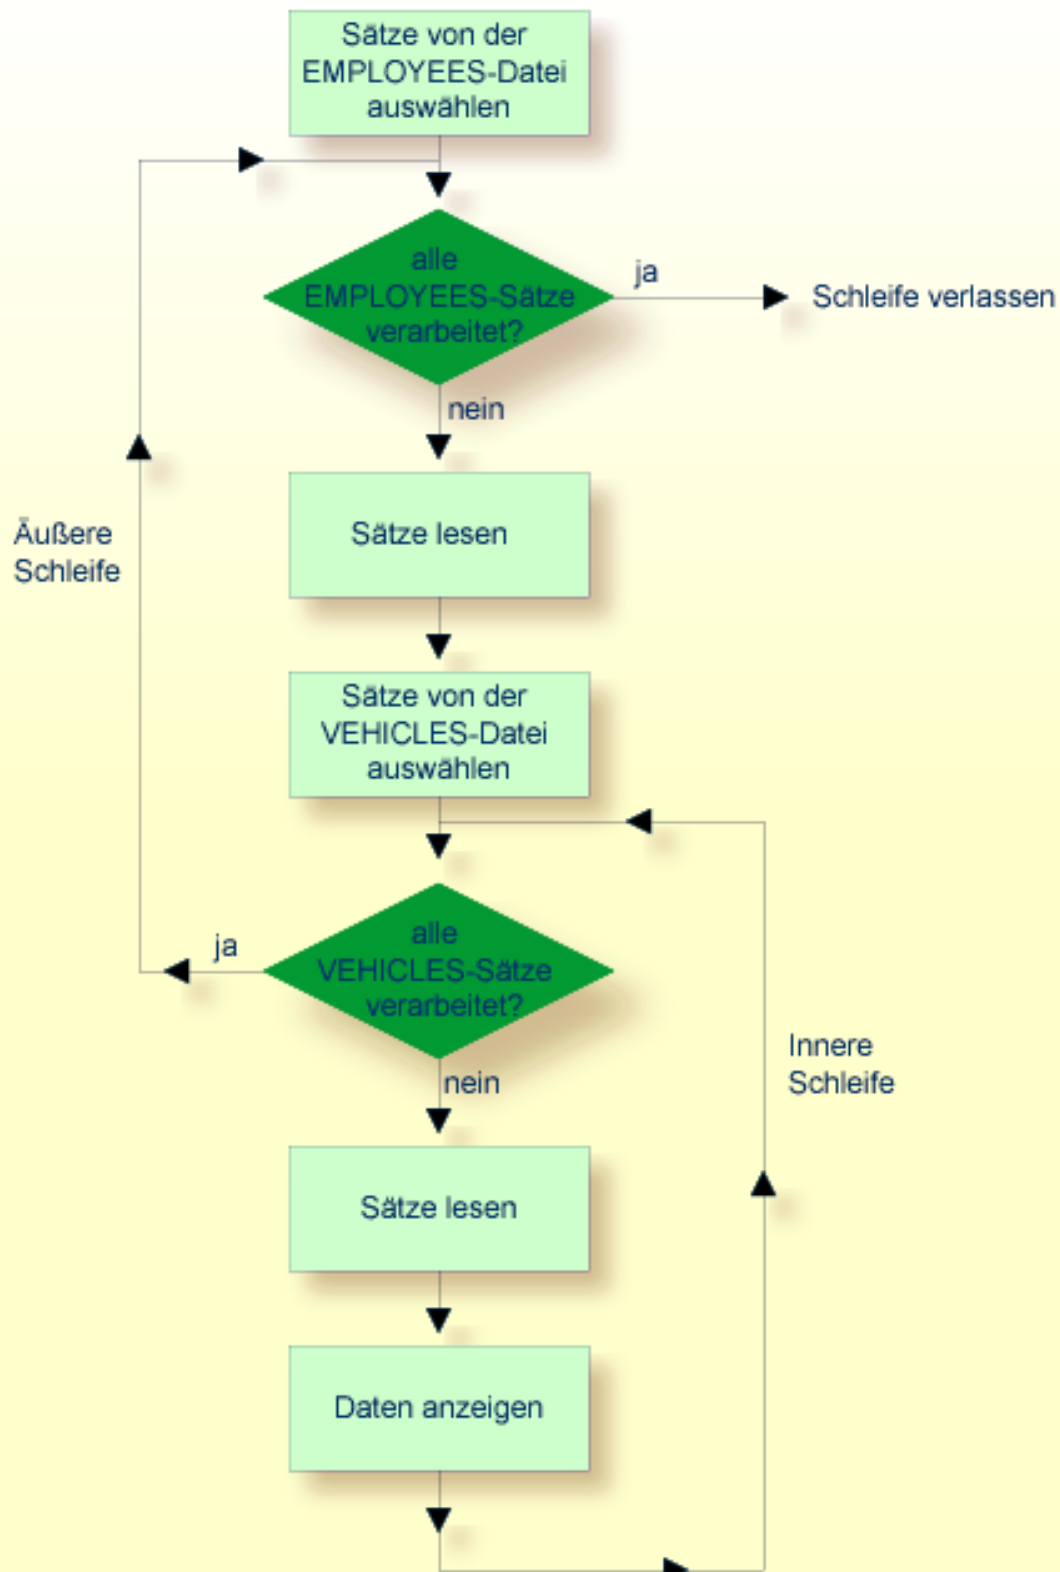 Sätze von der
EMPLOYEES-Datei
auswählen
alle
EMPLOYEES-Sätze
verarbeitet?
ja
Schleife verlassen
nein
Sätze lesen
Äußere
Schleife
Sätze von der
VEHICLES-Datei
auswählen
alle
VEHICLES-Sätze
verarbeitet?
ja
nein
Innere
Schleife
Sätze lesen
Daten anzeigen